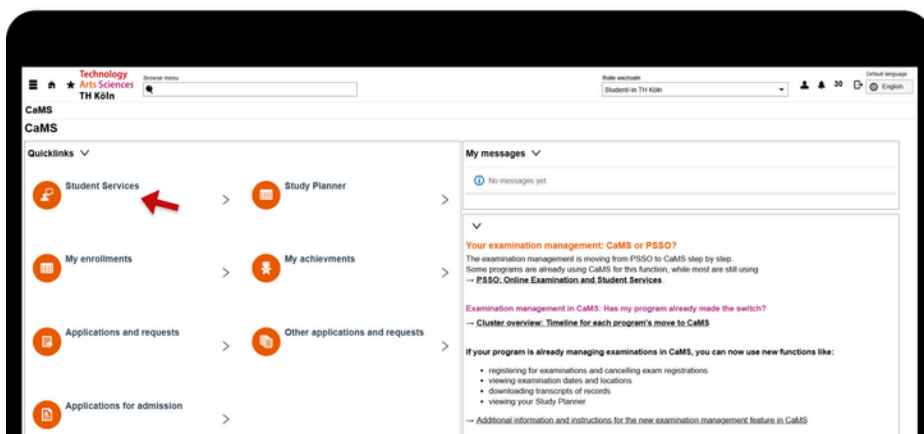 Technology
Arts Sciences
TH Köln
Browse menu
Rolle wechseln
Student/-in TH Köln
30
Default language
English
CaMS
CaMS
Quicklinks
Student Services
Study Planner
My enrollments
My achievments
Applications and requests
Other applications and requests
Applications for admission
My messages
No messages yet.
Your examination management: CaMS or PSSO?
The examination management is moving from PSSO to CaMS step by step.
Some programs are already using CaMS for this function, while most are still using
→ PSSO: Online Examination and Student Services.
Examination management in CaMS: Has my program already made the switch?
→ Cluster overview: Timeline for each program's move to CaMS
If your program is already managing examinations in CaMS, you can now use new functions like:
• registering for examinations and cancelling exam registrations
• viewing examination dates and locations
• downloading transcripts of records
• viewing your Study Planner
→ Additional information and instructions for the new examination management feature in CaMS